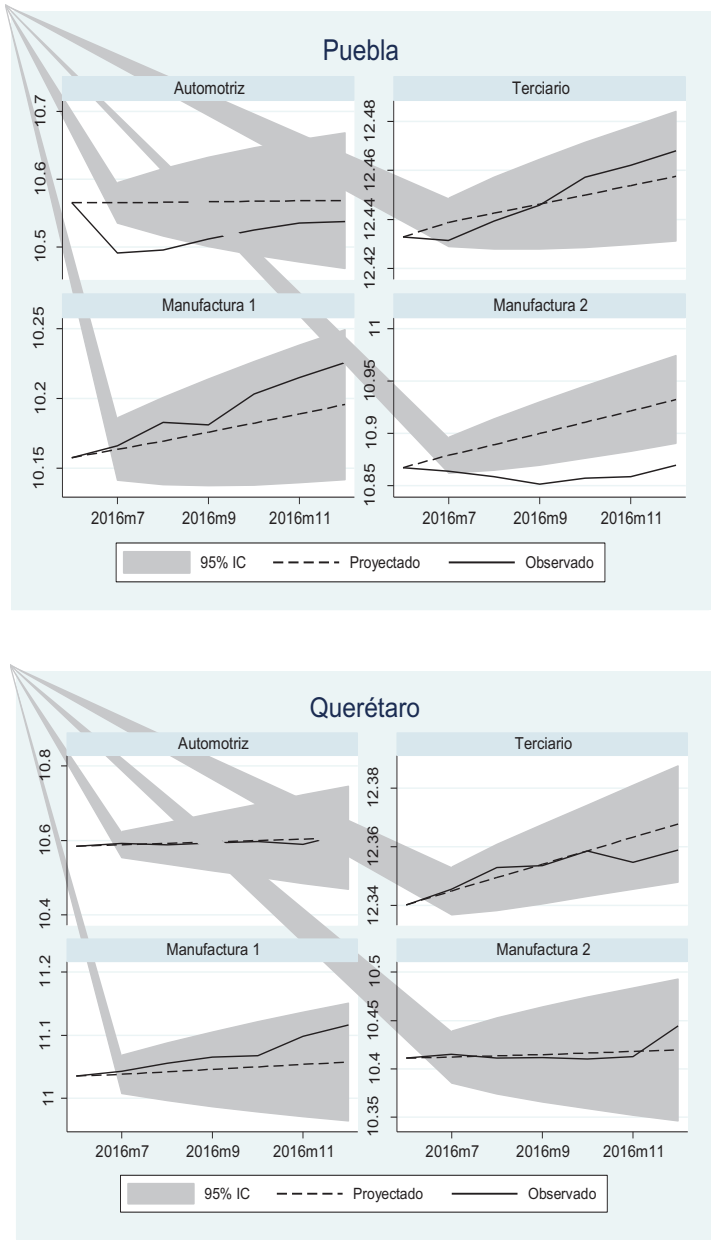 Puebla
Automotriz
Terciario
10.7
10.6
10.5
12.48
12.46
12.44
12.42
Manufactura 1
Manufactura 2
10.25
10.2
10.15
11
10.95
10.9
10.85
2016m7 2016m9 2016m11
2016m7 2016m9 2016m11
95% IC Proyectado Observado
Querétaro
Automotriz
Terciario
10.8
10.6
10.4
12.38
12.36
12.34
Manufactura 1
Manufactura 2
11.2
11.1
11
10.5
10.45
10.4
10.35
2016m7 2016m9 2016m11
2016m7 2016m9 2016m11
95% IC Proyectado Observado